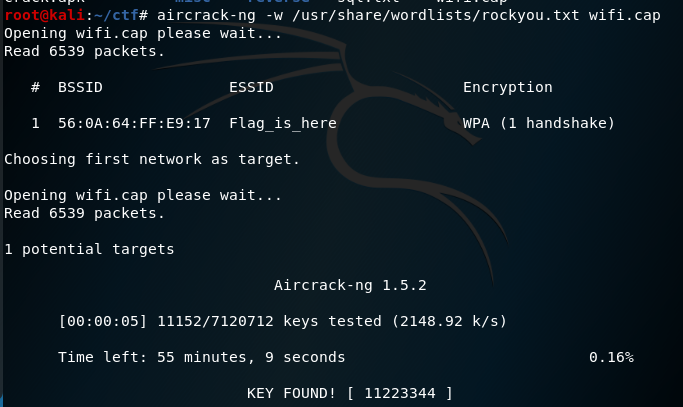 root@kali:~/ctf# aircrack-ng -w /usr/share/wordlists/rockyou.txt wifi.cap
Opening wifi.cap please wait...
Read 6539 packets.
# BSSID ESSID Encryption
1 56:0A:64:FF:E9:17 Flag_is_here WPA (1 handshake)
Choosing first network as target.
Opening wifi.cap please wait...
Read 6539 packets.
1 potential targets
Aircrack-ng 1.5.2
[00:00:05] 11152/7120712 keys tested (2148.92 k/s)
Time left: 55 minutes, 9 seconds 0.16%
KEY FOUND! [ 11223344 ]